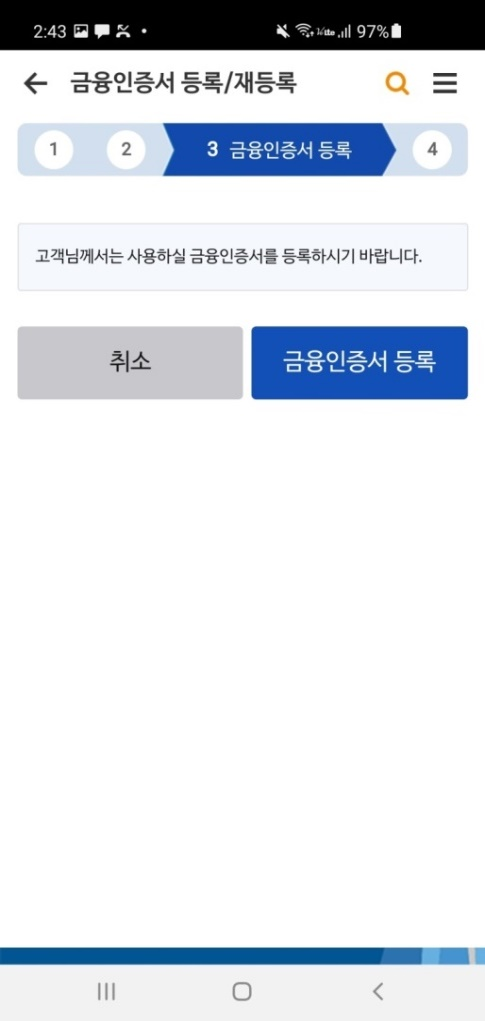 2:43 97%
금융인증서 등록/재등록
1 2 3 금융인증서 등록 4
고객님께서는 사용하실 금융인증서를 등록하시기 바랍니다.
취소 금융인증서 등록